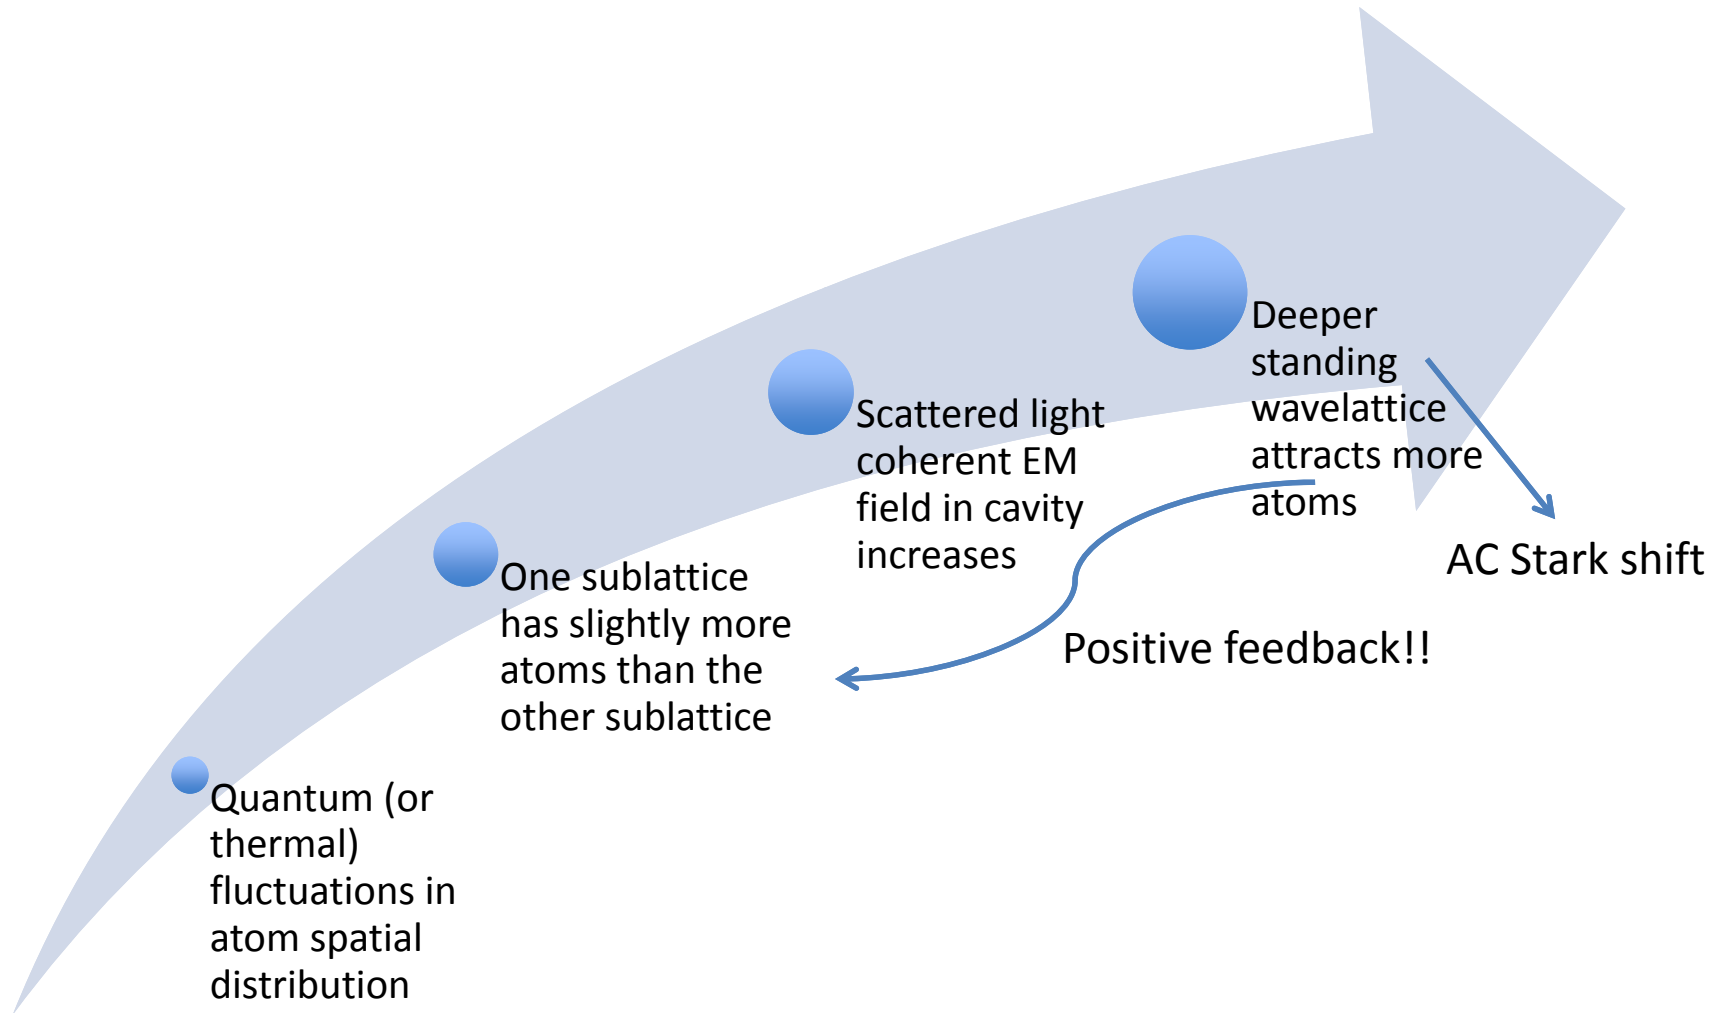 Quantum (or
thermal)
fluctuations in
atom spatial
distribution
One sublattice
has slightly more
atoms than the
other sublattice
Scattered light
coherent EM
field in cavity
increases
Deeper
standing
wavelattice
attracts more
atoms
AC Stark shift
Positive feedback!!